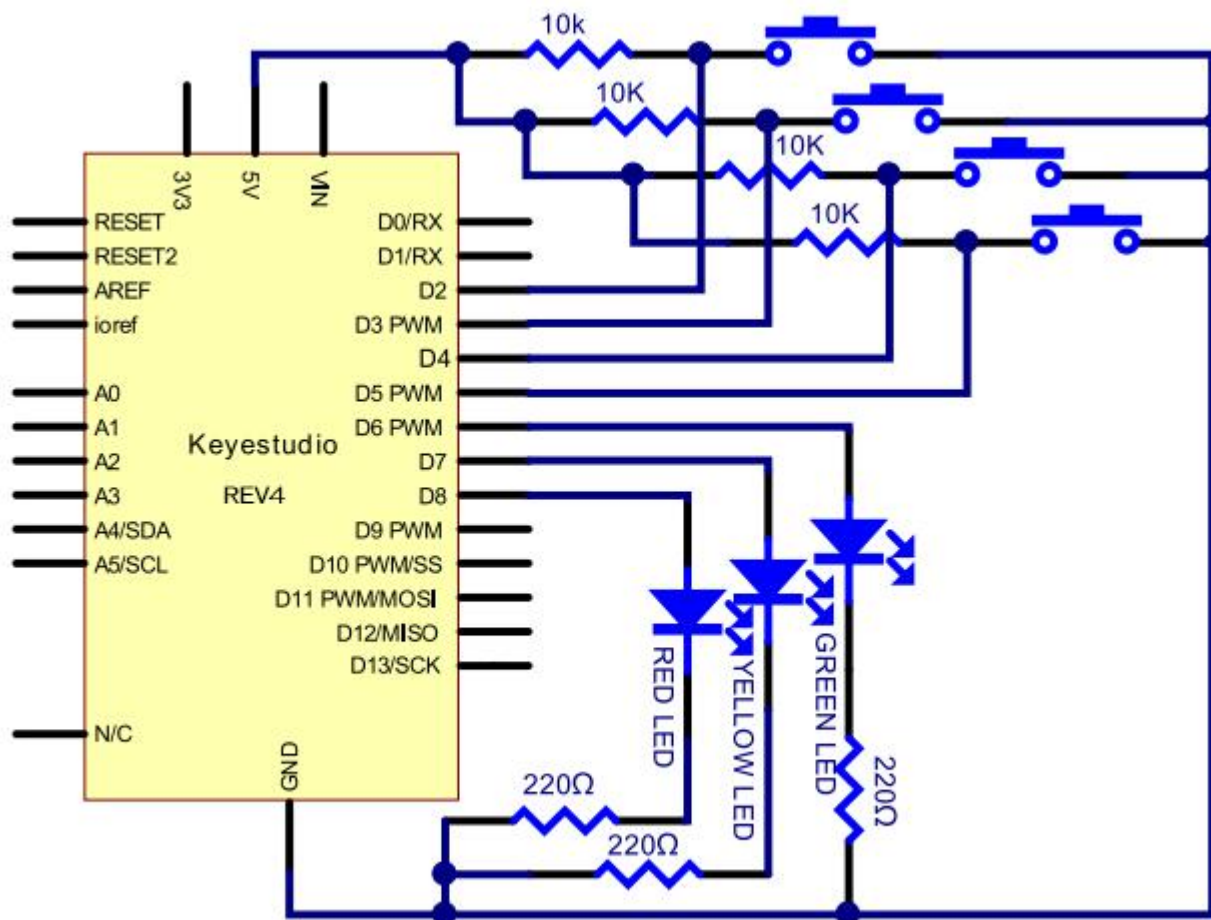 10k
10K
10K
10K
3V3
5V
VIN
RESET
RESET2
AREF
ioref
A0
A1
A2
A3
A4/SDA
A5/SCL
N/C
Keyestudio
REV4
D0/RX
D1/RX
D2
D3 PWM
D4
D5 PWM
D6 PWM
D7
D8
D9 PWM
D10 PWM/SS
D11 PWM/MOSI
D12/MISO
D13/SCK
GND
RED LED
YELLOW LED
GREEN LED
220Ω
220Ω
220Ω